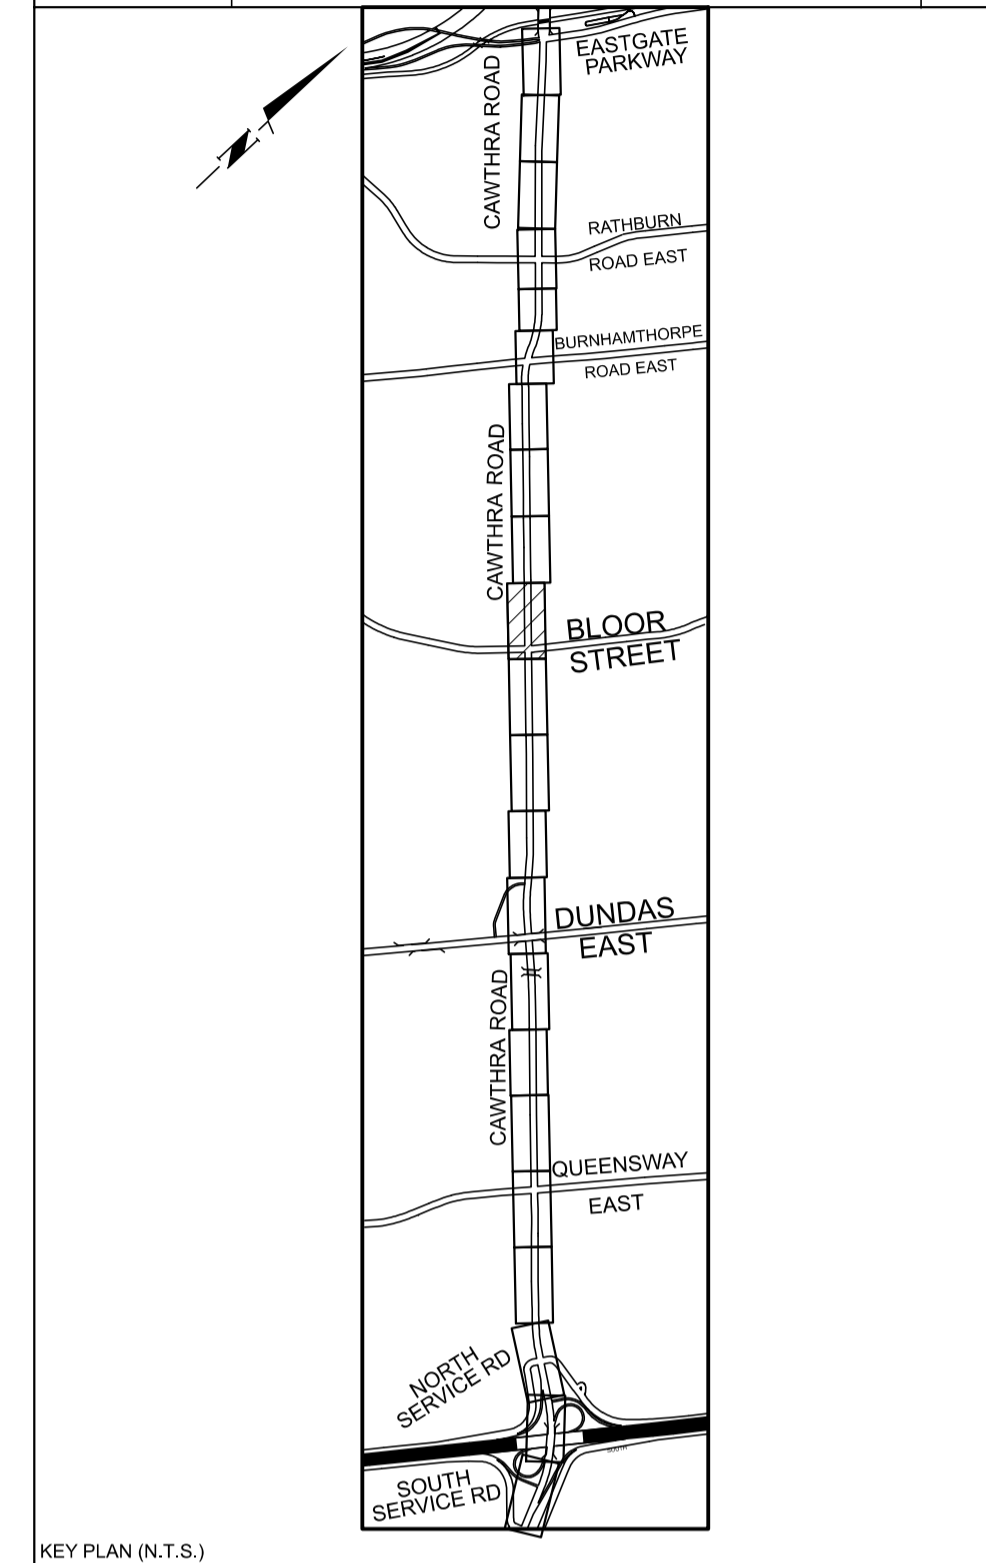 EASTGATE
PARKWAY
CAWTHRA ROAD
N
RATHBURN
ROAD EAST
BURNHAMTHORPE
ROAD EAST
CAWTHRA ROAD
BLOOR
STREET
DUNDAS
EAST
CAWTHRA ROAD
QUEENSWAY
EAST
NORTH
SERVICE RD
SOUTH
SOUTH
SERVICE RD
KEY PLAN (N.T.S.)